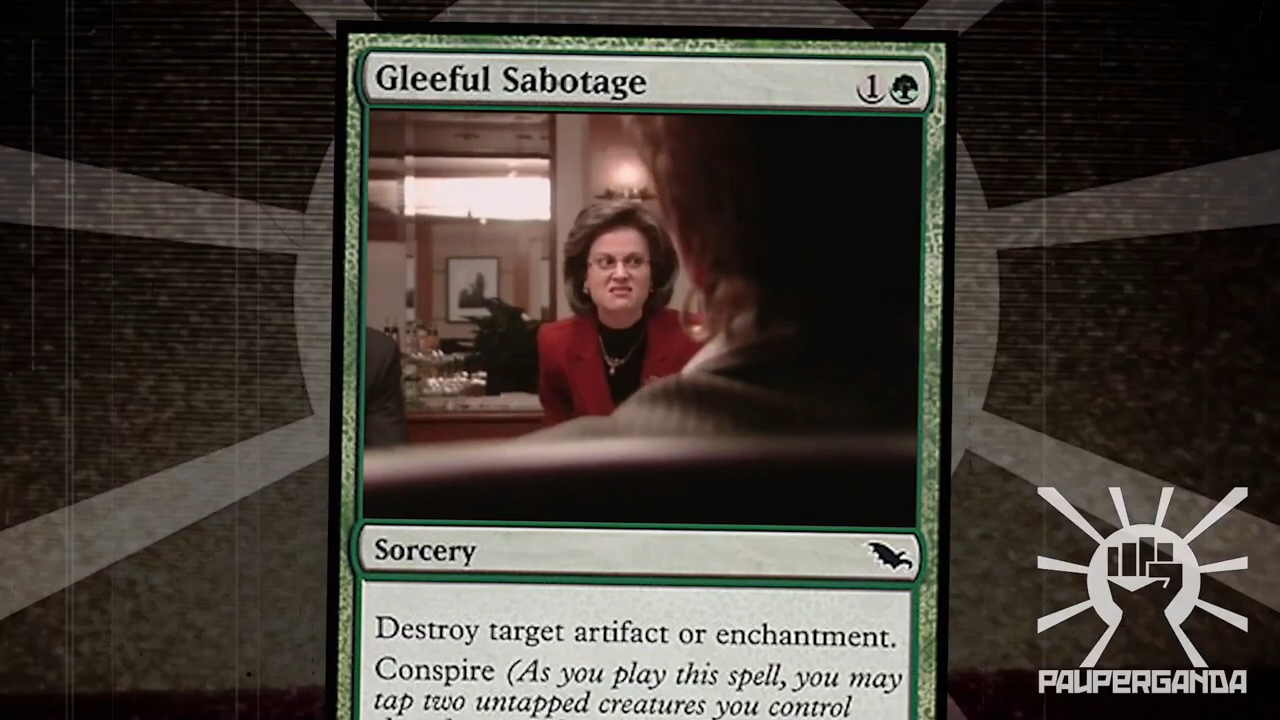 Gleeful Sabotage
1
Sorcery
Destroy target artifact or enchantment.
Conspire (As you play this spell, you may
tap two untapped creatures you control
PAUPERGANDA